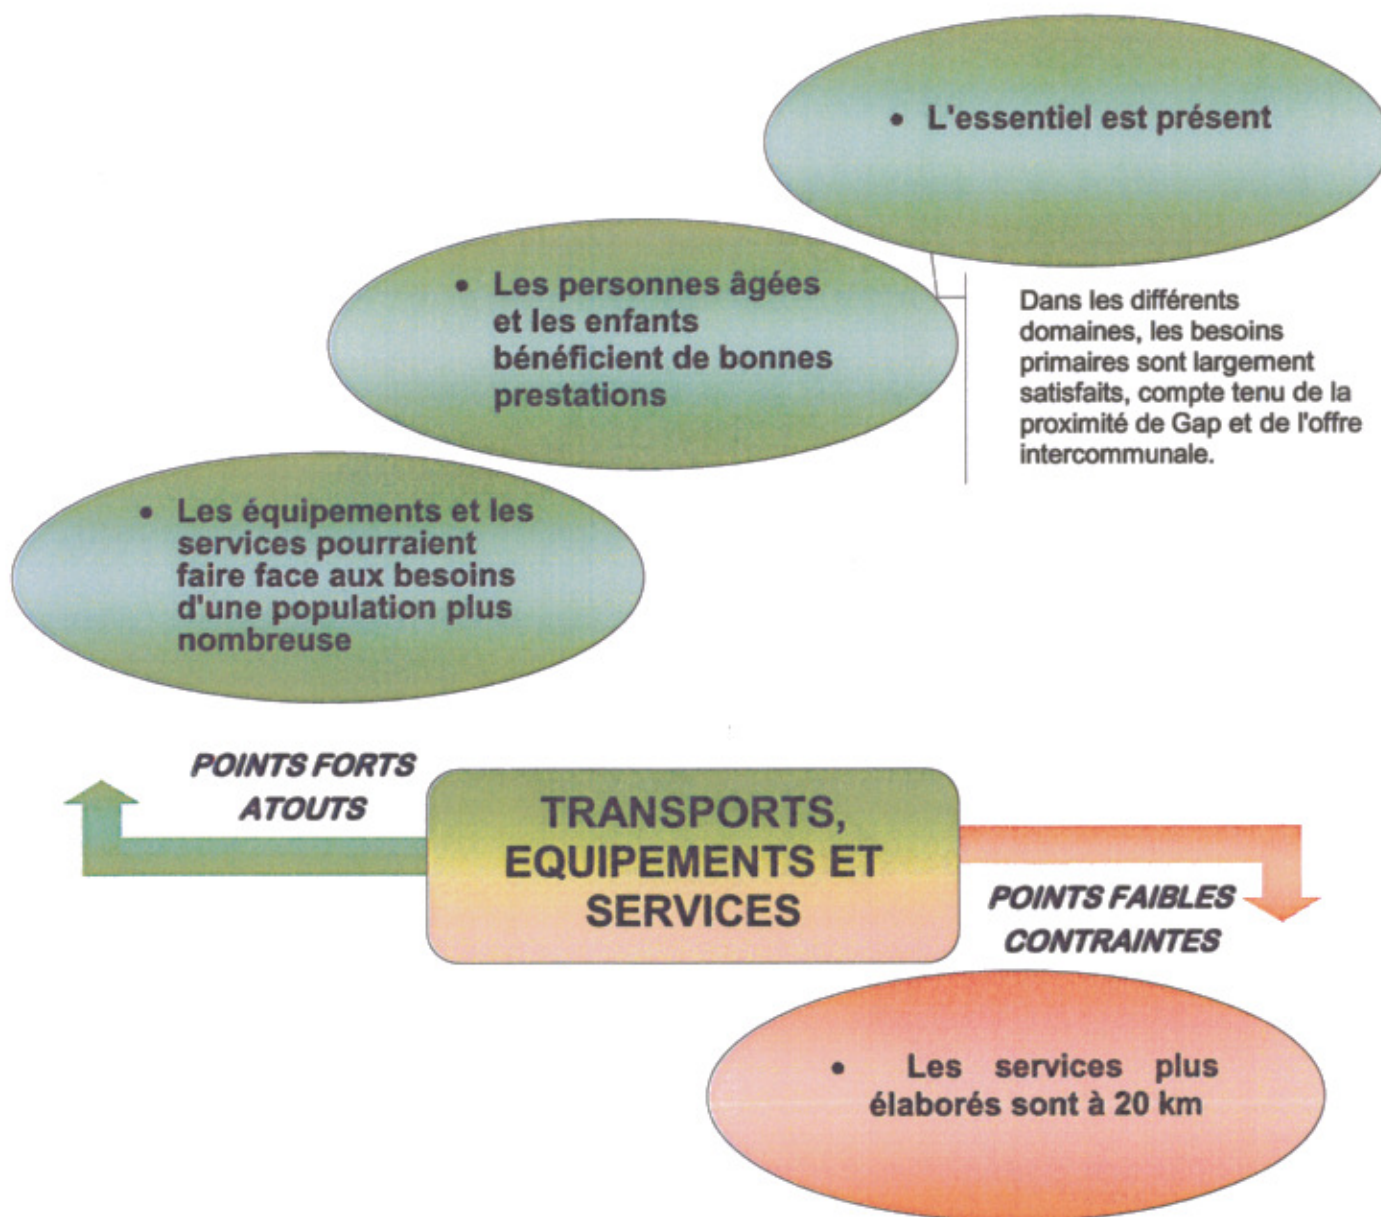 • L'essentiel est présent
• Les personnes âgées
et les enfants
bénéficient de bonnes
prestations
Dans les différents
domaines, les besoins
primaires sont largement
satisfaits, compte tenu de la
proximité de Gap et de l'offre
intercommunale.
• Les équipements et les
services pourraient
faire face aux besoins
d'une population plus
nombreuse
POINTS FORTS
ATOUTS
TRANSPORTS,
EQUIPEMENTS ET
SERVICES
POINTS FAIBLES
CONTRAINTES
• Les services plus
élaborés sont à 20 km